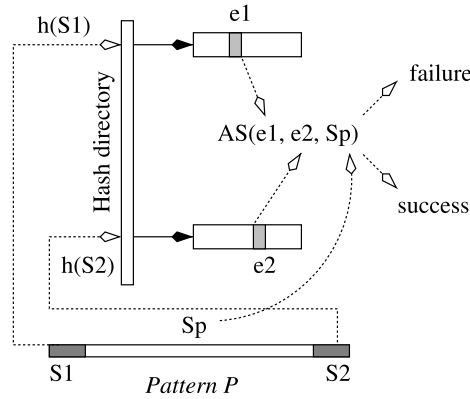 h(S1)
e1
failure
Hash directory
AS(e1, e2, Sp)
success
h(S2)
e2
Sp
S1
S2
Pattern P